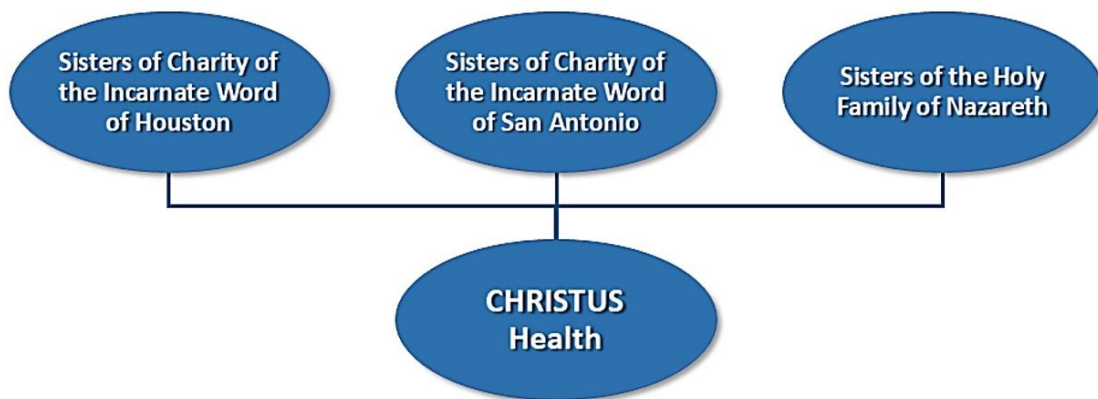 Sisters of Charity of
the Incarnate Word
of Houston
Sisters of Charity of
the Incarnate Word
of San Antonio
Sisters of the Holy
Family of Nazareth
CHRISTUS
Health